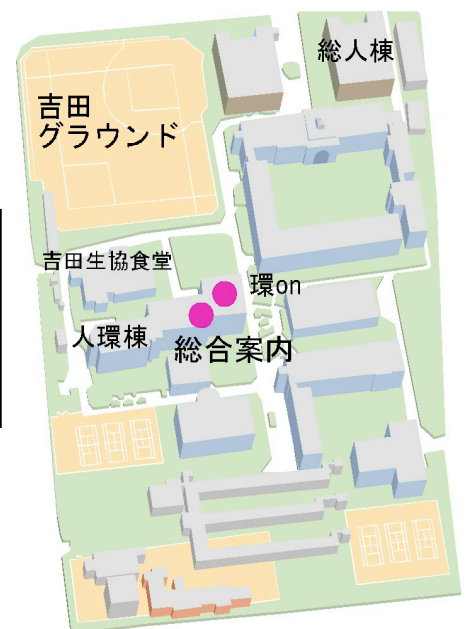 総人棟
吉田
グラウンド
吉田生協食堂
環on
人環棟
総合案内